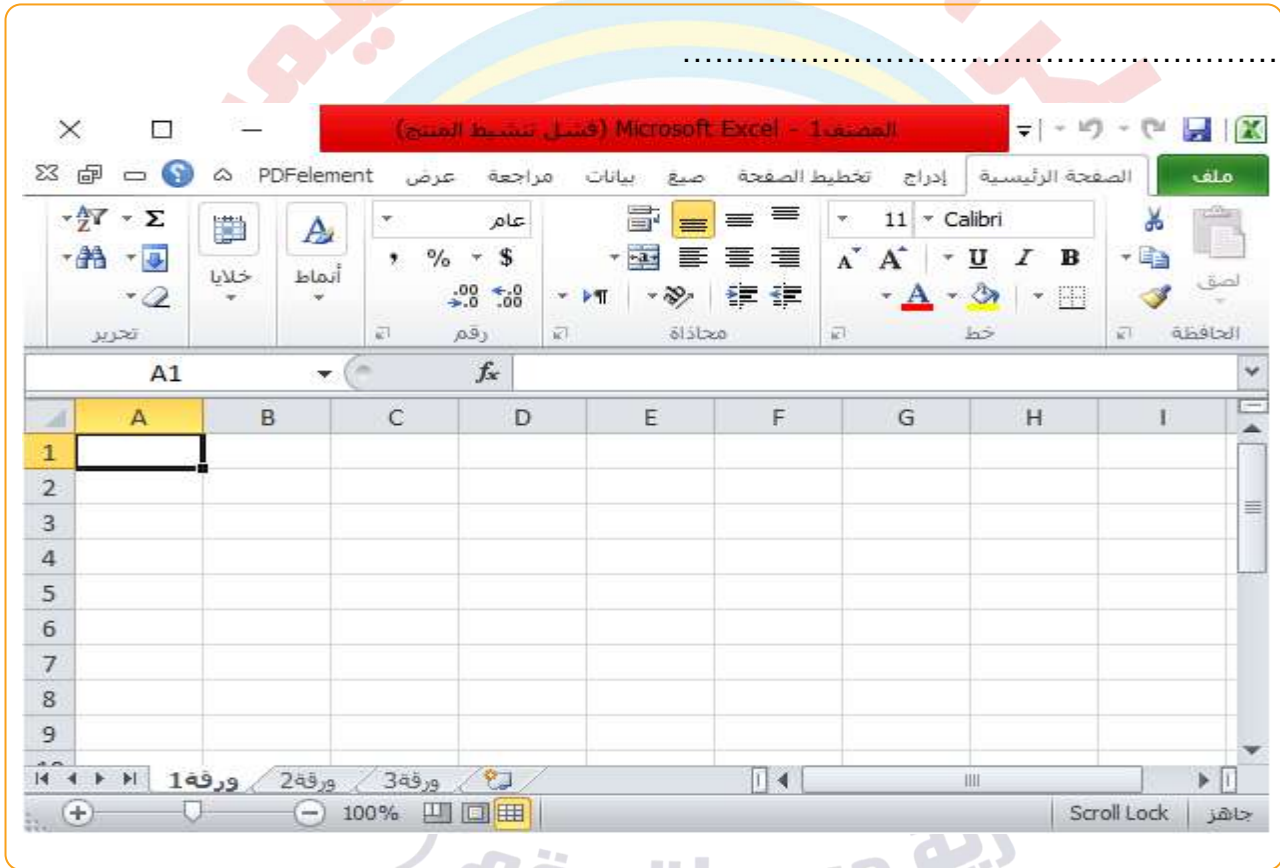 ......................................................
المصنف1 - Microsoft Excel (فشل تنشيط المنتج)
ملف الصفحة الرئيسية إدراج تخطيط الصفحة صيغ بيانات مراجعة عرض PDFelement
Calibri 11 عام
لصق B I U A A $ % , أنماط خلايا Σ
الحافظة خط محاذاة رقم تحرير
A1 fx
A B C D E F G H I
1
2
3
4
5
6
7
8
9
ورقة1 ورقة2 ورقة3
جاهز Scroll Lock 100%